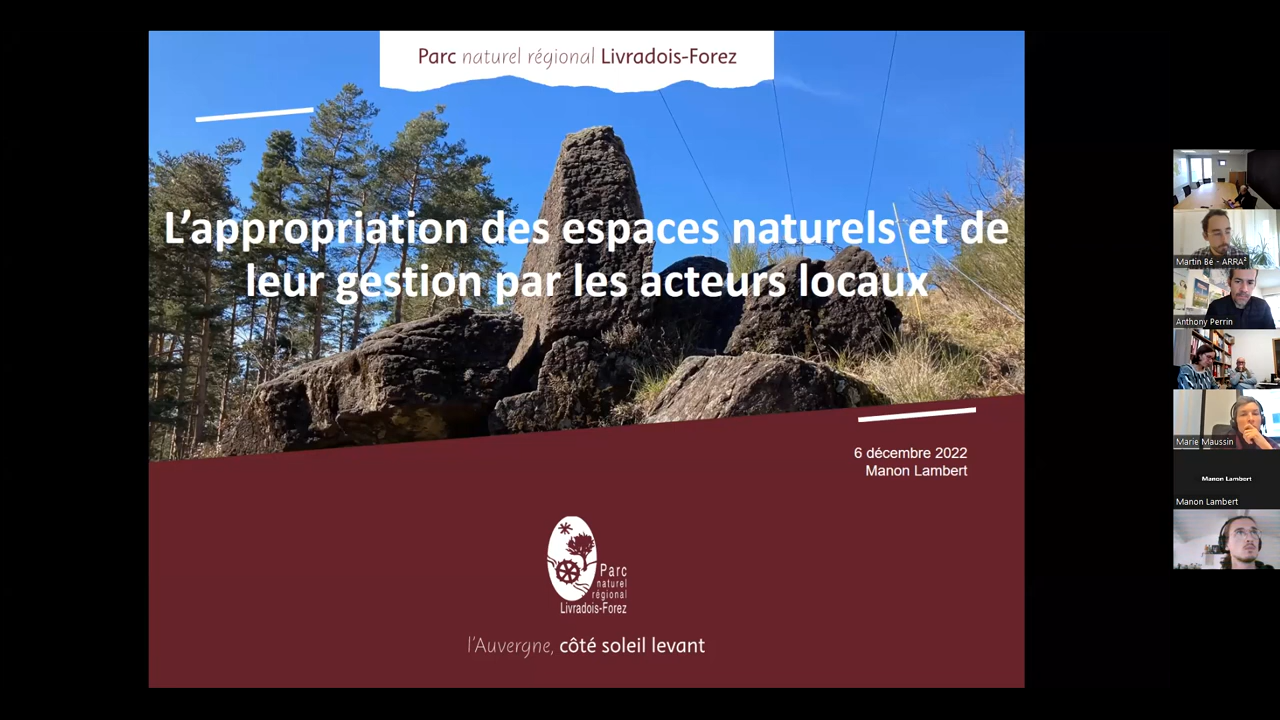 Parc naturel régional Livradois-Forez
L'appropriation des espaces naturels et de
leur gestion par les acteurs locaux
6 décembre 2022
Manon Lambert
Parc
naturel
régional
Livradois-Forez
l'Auvergne, côté soleil levant
Martin Bé - ARRA²
Anthony Perrin
Marie Maussin
Manon Lambert
Manon Lambert